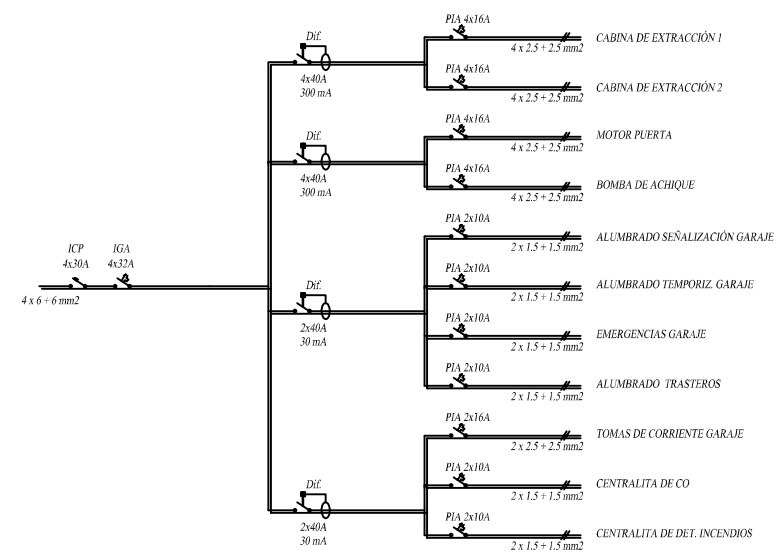 ICP
4x30A
IGA
4x32A
4 x 6 + 6 mm2
Dif.
4x40A
300 mA
PIA 4x16A
4 x 2.5 + 2.5 mm2
CABINA DE EXTRACCIÓN 1
PIA 4x16A
4 x 2.5 + 2.5 mm2
CABINA DE EXTRACCIÓN 2
Dif.
4x40A
300 mA
PIA 4x16A
4 x 2.5 + 2.5 mm2
MOTOR PUERTA
PIA 4x16A
4 x 2.5 + 2.5 mm2
BOMBA DE ACHIQUE
Dif.
2x40A
30 mA
PIA 2x10A
2 x 1.5 + 1.5 mm2
ALUMBRADO SEÑALIZACIÓN GARAJE
PIA 2x10A
2 x 1.5 + 1.5 mm2
ALUMBRADO TEMPORIZ. GARAJE
PIA 2x10A
2 x 1.5 + 1.5 mm2
EMERGENCIAS GARAJE
PIA 2x10A
2 x 1.5 + 1.5 mm2
ALUMBRADO TRASTEROS
Dif.
2x40A
30 mA
PIA 2x16A
2 x 2.5 + 2.5 mm2
TOMAS DE CORRIENTE GARAJE
PIA 2x10A
2 x 1.5 + 1.5 mm2
CENTRALITA DE CO
PIA 2x10A
2 x 1.5 + 1.5 mm2
CENTRALITA DE DET. INCENDIOS